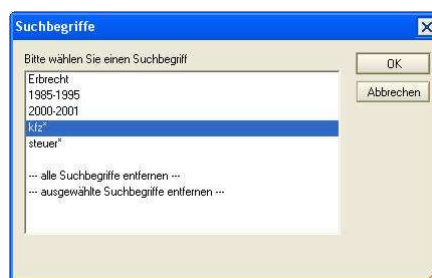 Suchbegriffe
Bitte wählen Sie einen Suchbegriff
OK
Erbrecht
Abbrechen
1985-1995
2000-2001
kfz*
steuer*
--- alle Suchbegriffe entfernen ---
--- ausgewählte Suchbegriffe entfernen ---